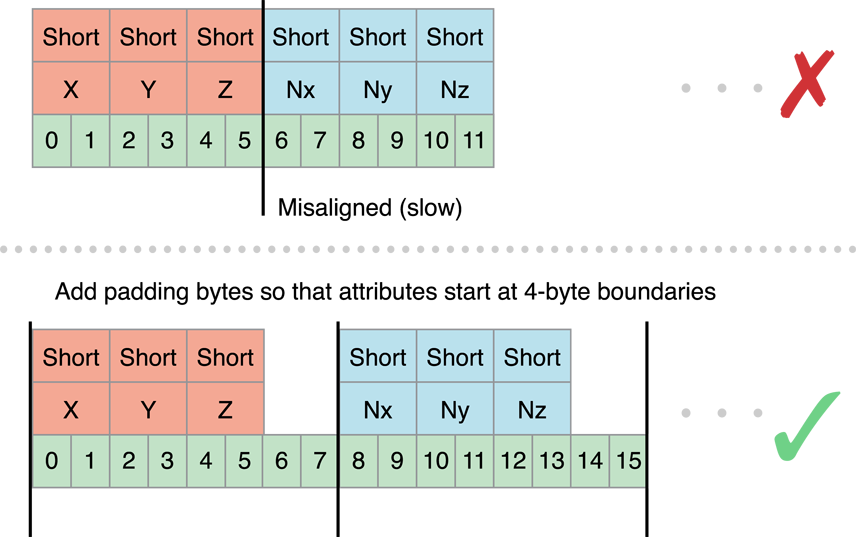 Short Short Short Short Short Short
X Y Z Nx Ny Nz
0 1 2 3 4 5 6 7 8 9 10 11
Misaligned (slow)
Add padding bytes so that attributes start at 4-byte boundaries
Short Short Short Short Short Short
X Y Z Nx Ny Nz
0 1 2 3 4 5 6 7 8 9 10 11 12 13 14 15